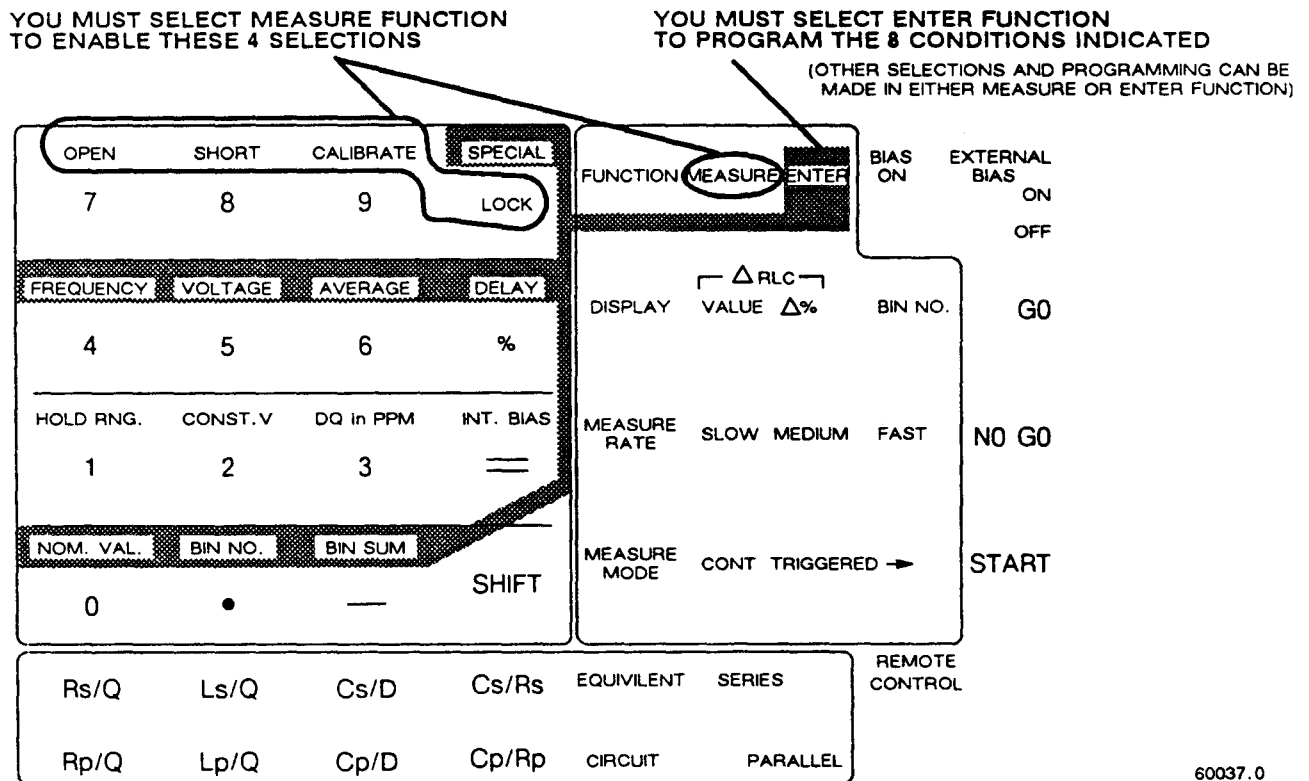 YOU MUST SELECT MEASURE FUNCTION
TO ENABLE THESE 4 SELECTIONS
YOU MUST SELECT ENTER FUNCTION
TO PROGRAM THE 8 CONDITIONS INDICATED
(OTHER SELECTIONS AND PROGRAMMING CAN BE
MADE IN EITHER MEASURE OR ENTER FUNCTION)
OPEN SHORT CALIBRATE SPECIAL
7 8 9 LOCK
FREQUENCY VOLTAGE AVERAGE DELAY
4 5 6 %
HOLD RNG. CONST.V DQ in PPM INT. BIAS
1 2 3 =
NOM. VAL. BIN NO. BIN SUM
0 • — SHIFT
FUNCTION MEASURE ENTER
BIAS
ON
EXTERNAL
BIAS
ON
OFF
△ RLC
DISPLAY VALUE △% BIN NO. GO
MEASURE
RATE
SLOW MEDIUM FAST NO GO
MEASURE
MODE
CONT TRIGGERED → START
Rs/Q Ls/Q Cs/D Cs/Rs EQUIVILENT SERIES
Rp/Q Lp/Q Cp/D Cp/Rp CIRCUIT PARALLEL
REMOTE
CONTROL
60037.0